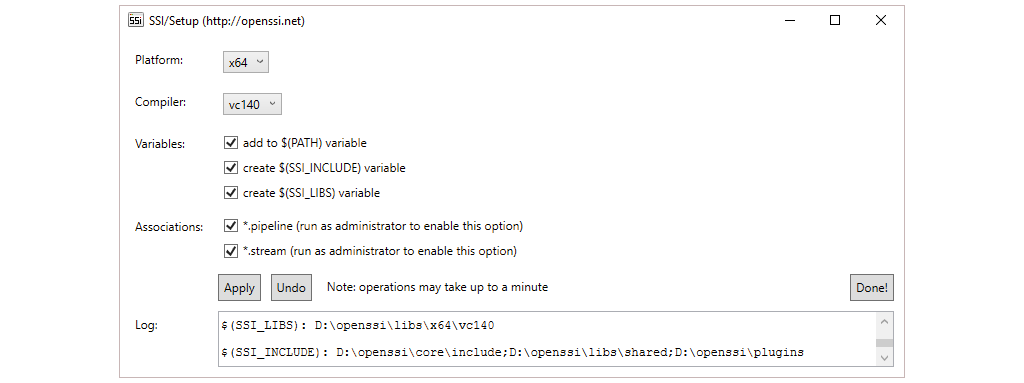 SSI SSI/Setup (http://openssi.net)
Platform: x64
Compiler: vc140
Variables: add to $(PATH) variable
create $(SSI_INCLUDE) variable
create $(SSI_LIBS) variable
Associations: *.pipeline (run as administrator to enable this option)
*.stream (run as administrator to enable this option)
Apply Undo Note: operations may take up to a minute Done!
Log: $(SSI_LIBS): D:\openssi\libs\x64\vc140
$(SSI_INCLUDE): D:\openssi\core\include;D:\openssi\libs\shared;D:\openssi\plugins